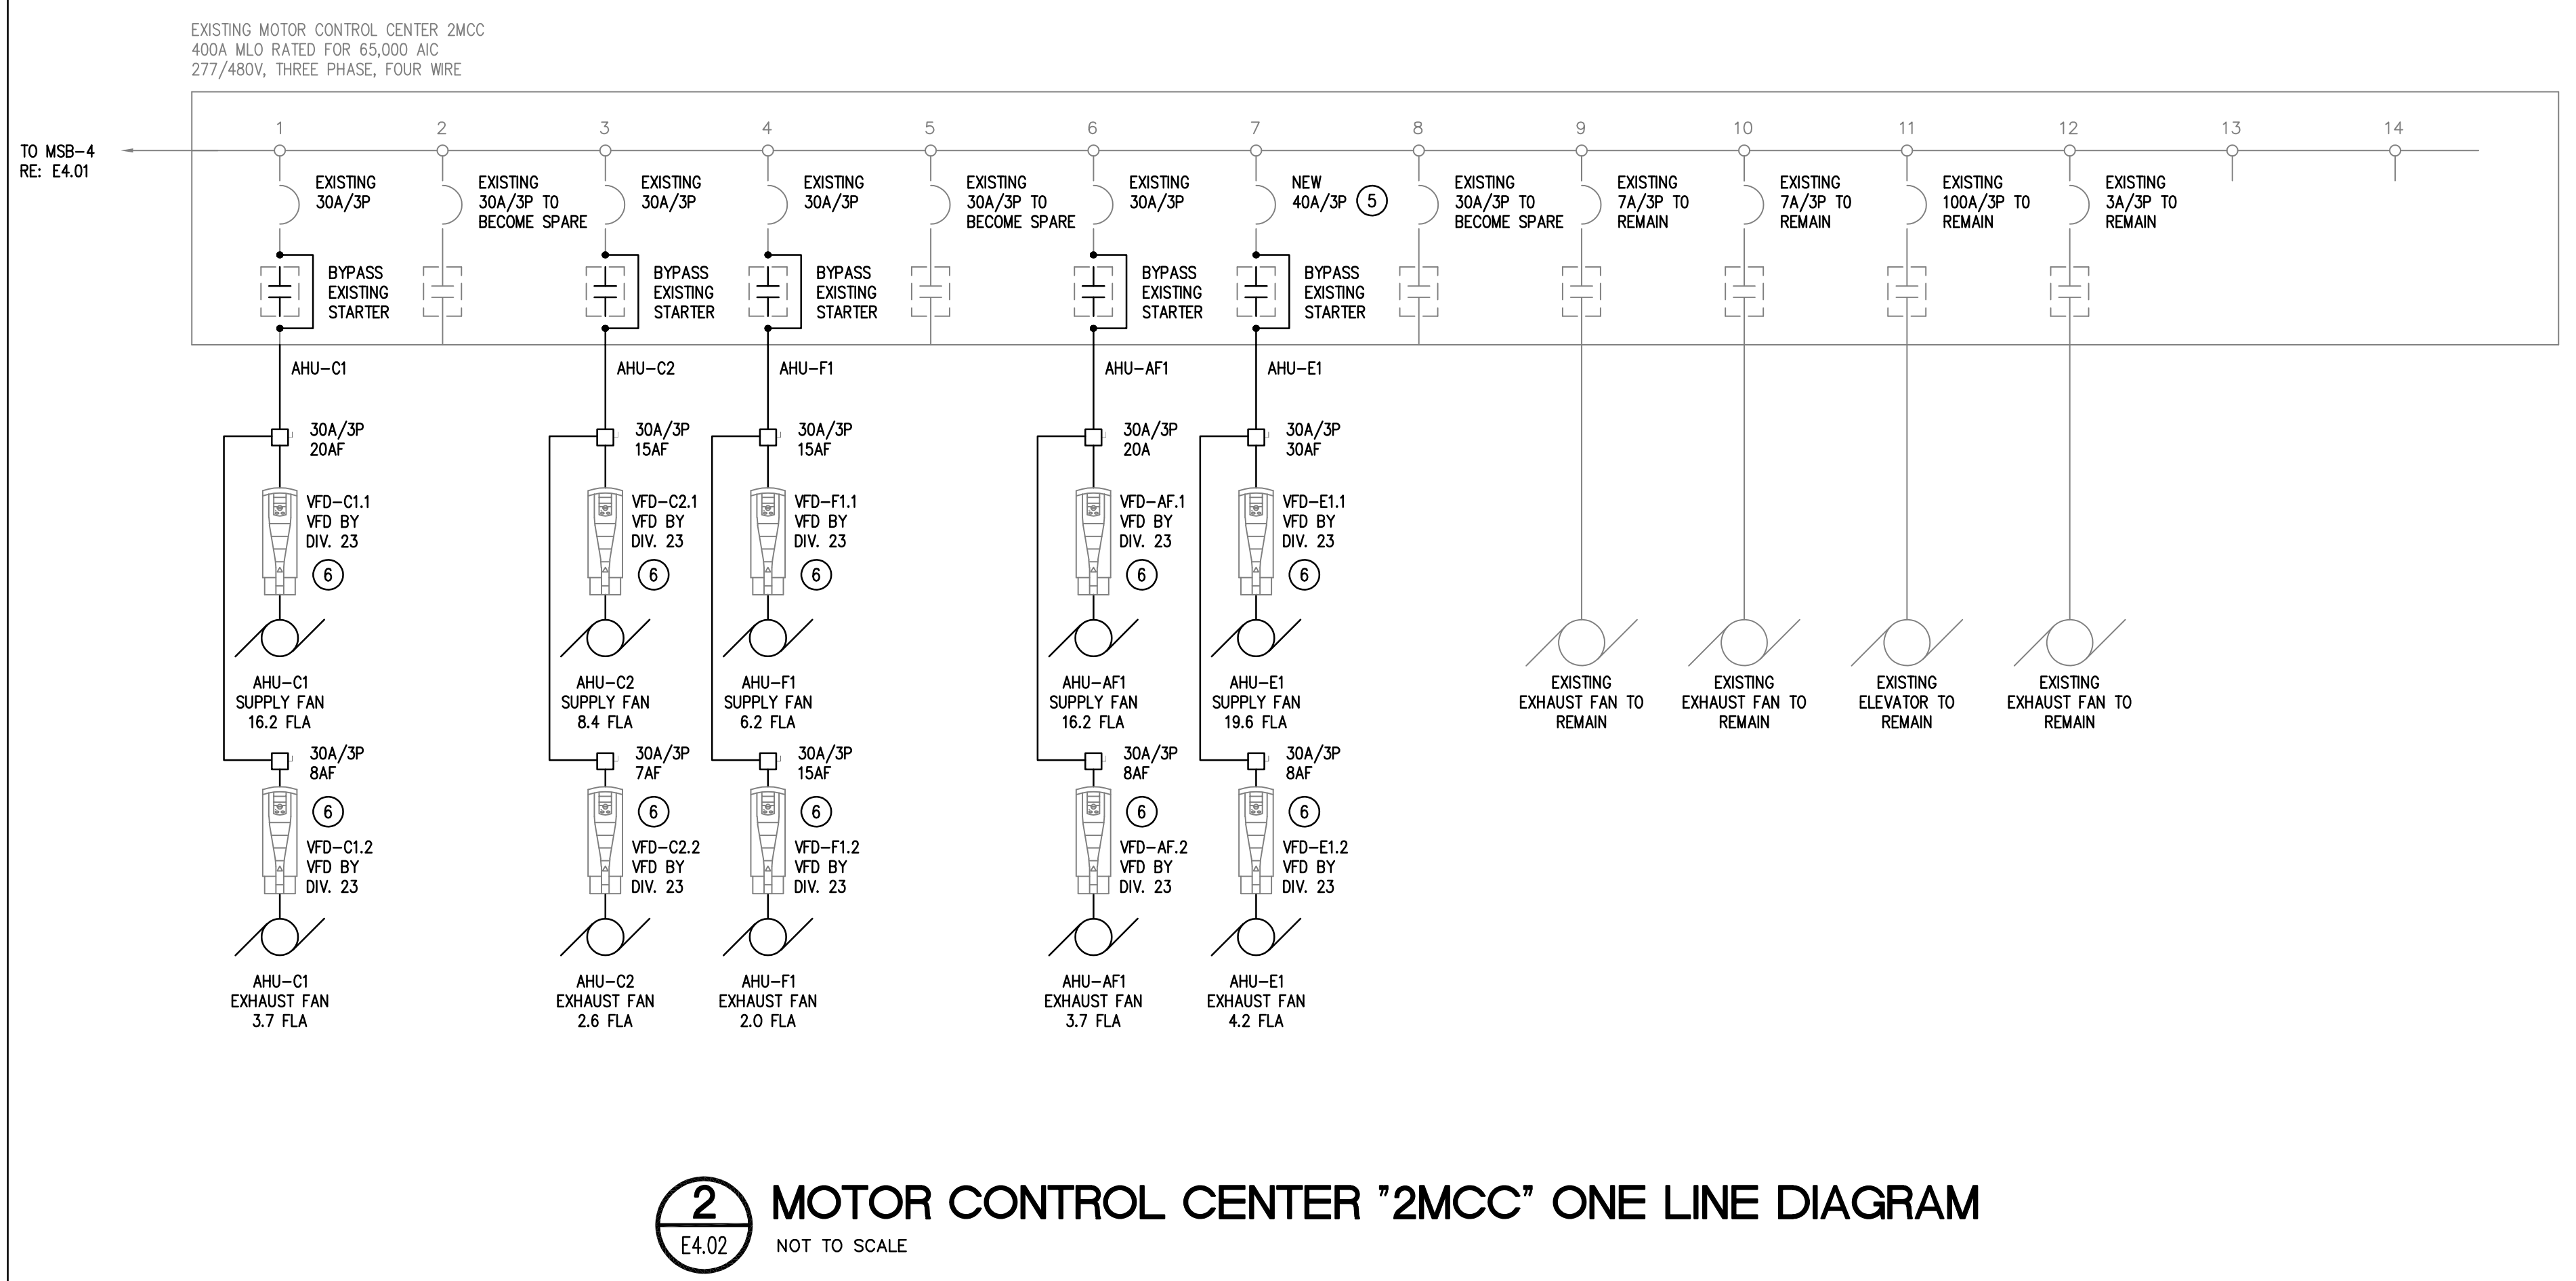 EXISTING MOTOR CONTROL CENTER 2MCC
400A MLO RATED FOR 65,000 AIC
277/480V, THREE PHASE, FOUR WIRE
1
2
3
4
5
6
7
8
9
10
11
12
13
14
TO MSB-4
RE: E4.01
EXISTING
30A/3P
EXISTING
30A/3P TO
BECOME SPARE
EXISTING
30A/3P
EXISTING
30A/3P
EXISTING
30A/3P TO
BECOME SPARE
EXISTING
30A/3P
NEW
40A/3P
5
EXISTING
30A/3P TO
BECOME SPARE
EXISTING
7A/3P TO
REMAIN
EXISTING
7A/3P TO
REMAIN
EXISTING
100A/3P TO
REMAIN
EXISTING
3A/3P TO
REMAIN
BYPASS
EXISTING
STARTER
BYPASS
EXISTING
STARTER
BYPASS
EXISTING
STARTER
BYPASS
EXISTING
STARTER
BYPASS
EXISTING
STARTER
AHU-C1
AHU-C2
AHU-F1
AHU-AF1
AHU-E1
30A/3P
20AF
30A/3P
15AF
30A/3P
15AF
30A/3P
20A
30A/3P
30AF
VFD-C1.1
VFD BY
DIV. 23
6
VFD-C2.1
VFD BY
DIV. 23
6
VFD-F1.1
VFD BY
DIV. 23
6
VFD-AF.1
VFD BY
DIV. 23
6
VFD-E1.1
VFD BY
DIV. 23
6
AHU-C1
SUPPLY FAN
16.2 FLA
AHU-C2
SUPPLY FAN
8.4 FLA
AHU-F1
SUPPLY FAN
6.2 FLA
AHU-AF1
SUPPLY FAN
16.2 FLA
AHU-E1
SUPPLY FAN
19.6 FLA
EXISTING
EXHAUST FAN TO
REMAIN
EXISTING
EXHAUST FAN TO
REMAIN
EXISTING
ELEVATOR TO
REMAIN
EXISTING
EXHAUST FAN TO
REMAIN
30A/3P
8AF
30A/3P
7AF
30A/3P
15AF
30A/3P
8AF
30A/3P
8AF
6
VFD-C1.2
VFD BY
DIV. 23
6
VFD-C2.2
VFD BY
DIV. 23
6
VFD-F1.2
VFD BY
DIV. 23
6
VFD-AF.2
VFD BY
DIV. 23
6
VFD-E1.2
VFD BY
DIV. 23
AHU-C1
EXHAUST FAN
3.7 FLA
AHU-C2
EXHAUST FAN
2.6 FLA
AHU-F1
EXHAUST FAN
2.0 FLA
AHU-AF1
EXHAUST FAN
3.7 FLA
AHU-E1
EXHAUST FAN
4.2 FLA
2
E4.02
MOTOR CONTROL CENTER "2MCC" ONE LINE DIAGRAM
NOT TO SCALE